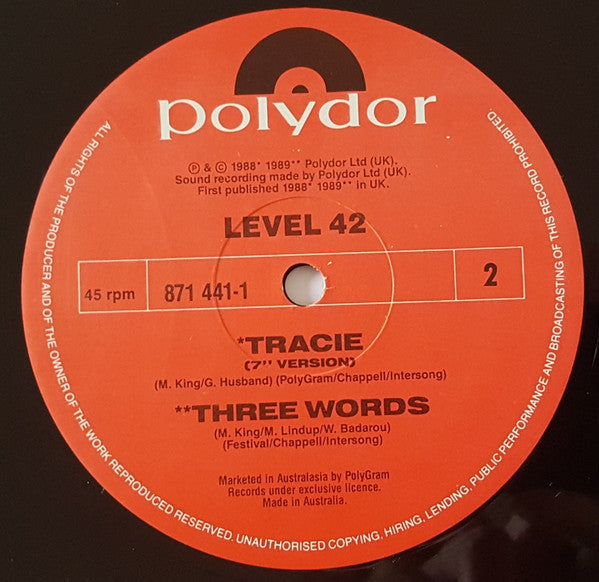 polydor
℗ & © 1988* 1989** Polydor Ltd (UK).
Sound recording made by Polydor Ltd (UK).
First published 1988* 1989** in UK.
LEVEL 42
45 rpm 871 441-1 2
*TRACIE
(7" VERSION)
(M. King/G. Husband) (PolyGram/Chappell/Intersong)
**THREE WORDS
(M. King/M. Lindup/W. Badarou)
(Festival/Chappell/Intersong)
Marketed in Australasia by PolyGram
Records under exclusive licence.
Made in Australia.
ALL RIGHTS OF THE PRODUCER AND OF THE OWNER OF THE WORK REPRODUCED RESERVED. UNAUTHORISED COPYING, HIRING, LENDING, PUBLIC PERFORMANCE AND BROADCASTING OF THIS RECORD PROHIBITED.